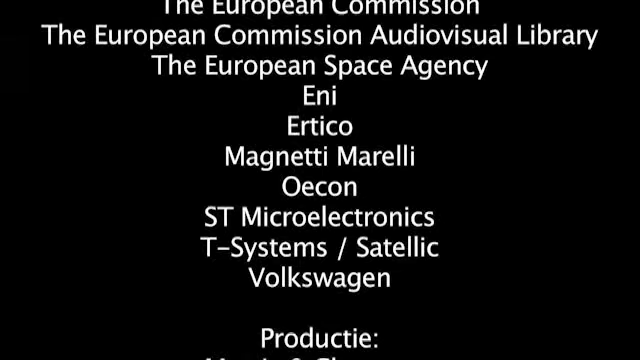 The European Commission
The European Commission Audiovisual Library
The European Space Agency
Eni
Ertico
Magnetti Marelli
Oecon
ST Microelectronics
T-Systems / Satellic
Volkswagen
Productie: